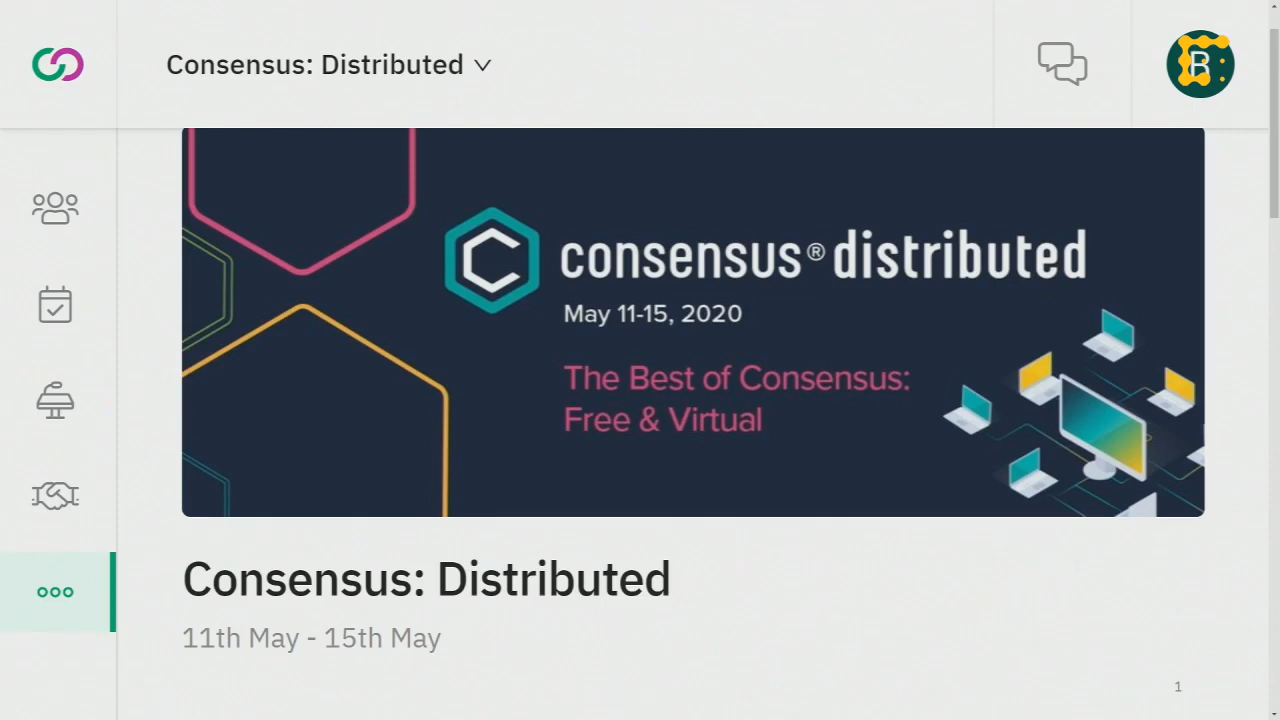 Consensus: Distributed
B
consensus® distributed
May 11-15, 2020
The Best of Consensus:
Free & Virtual
Consensus: Distributed
11th May - 15th May
1